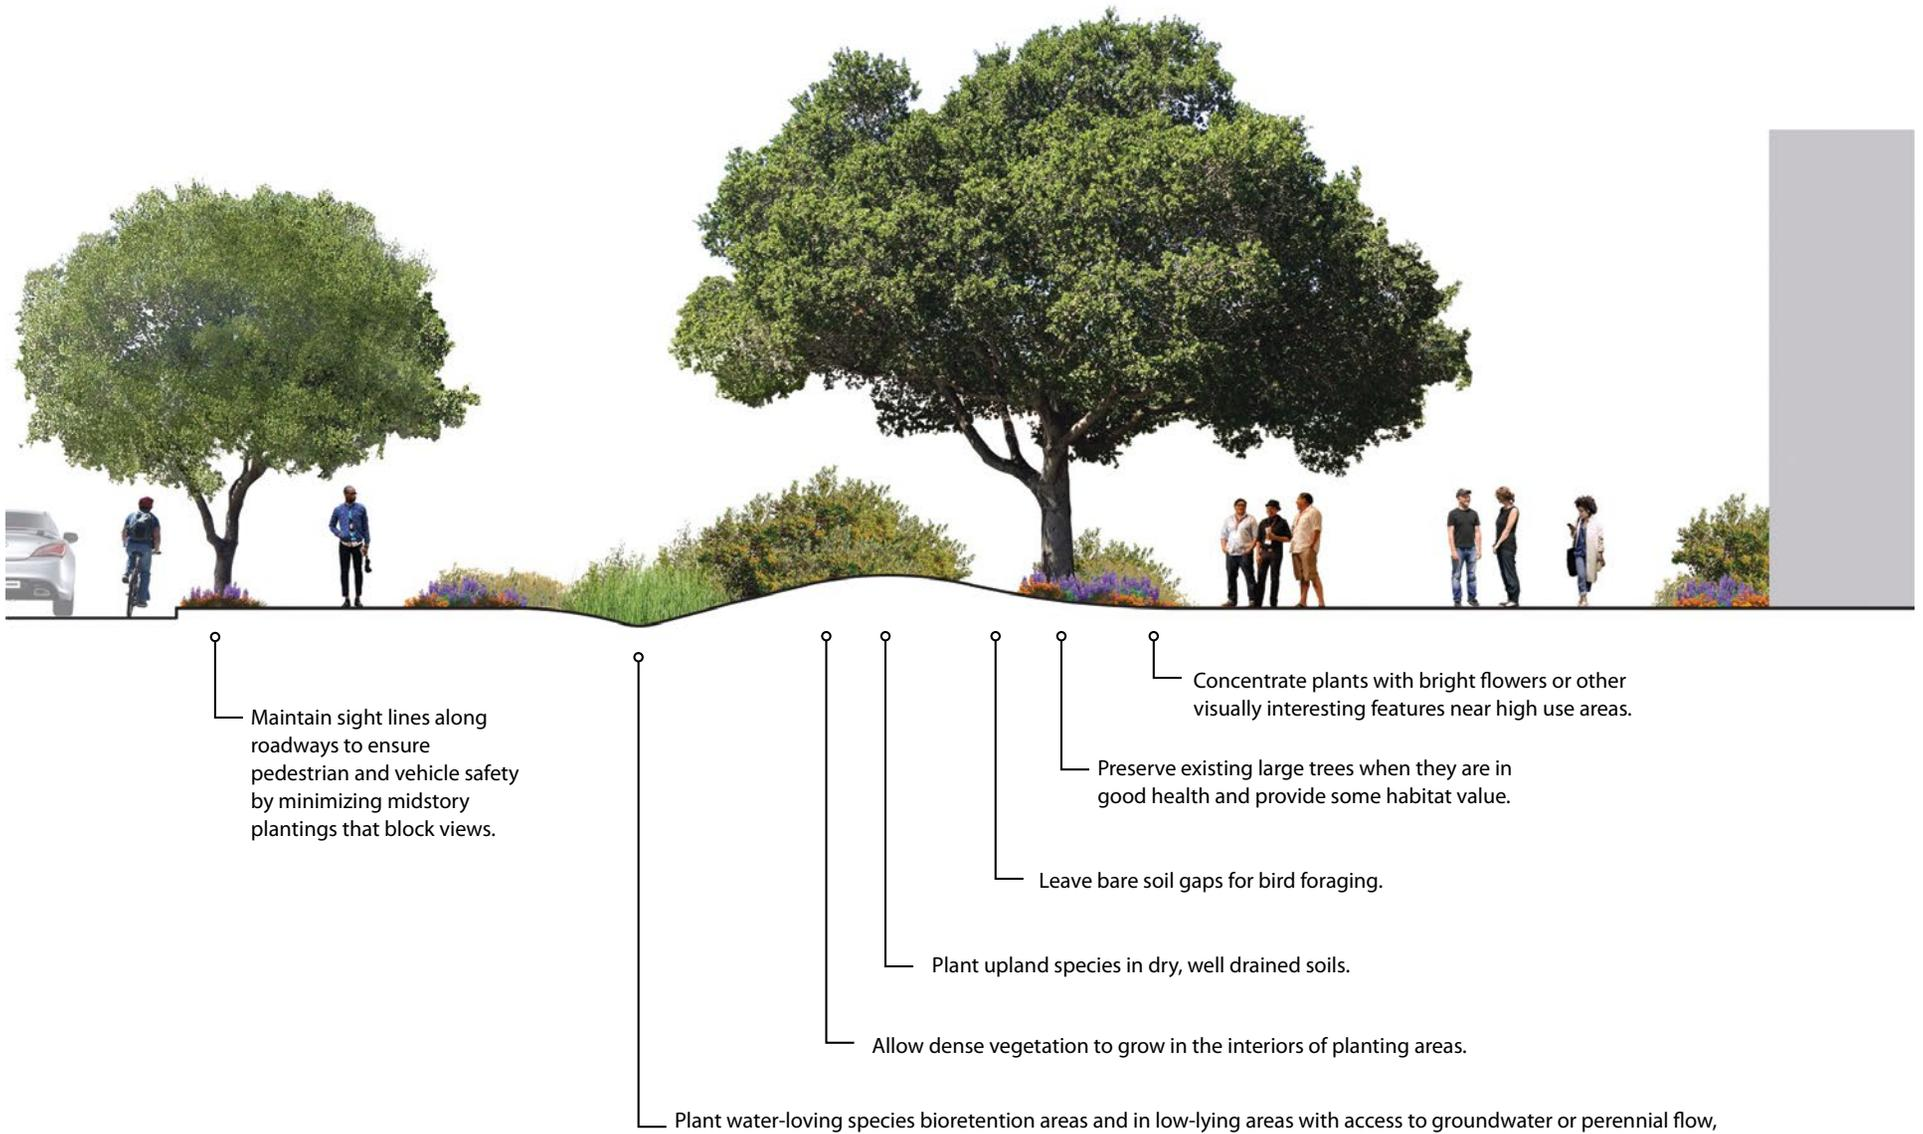 Concentrate plants with bright flowers or other
visually interesting features near high use areas.
Maintain sight lines along
roadways to ensure
pedestrian and vehicle safety
by minimizing midstory
plantings that block views.
Preserve existing large trees when they are in
good health and provide some habitat value.
Leave bare soil gaps for bird foraging.
Plant upland species in dry, well drained soils.
Allow dense vegetation to grow in the interiors of planting areas.
Plant water-loving species bioretention areas and in low-lying areas with access to groundwater or perennial flow,